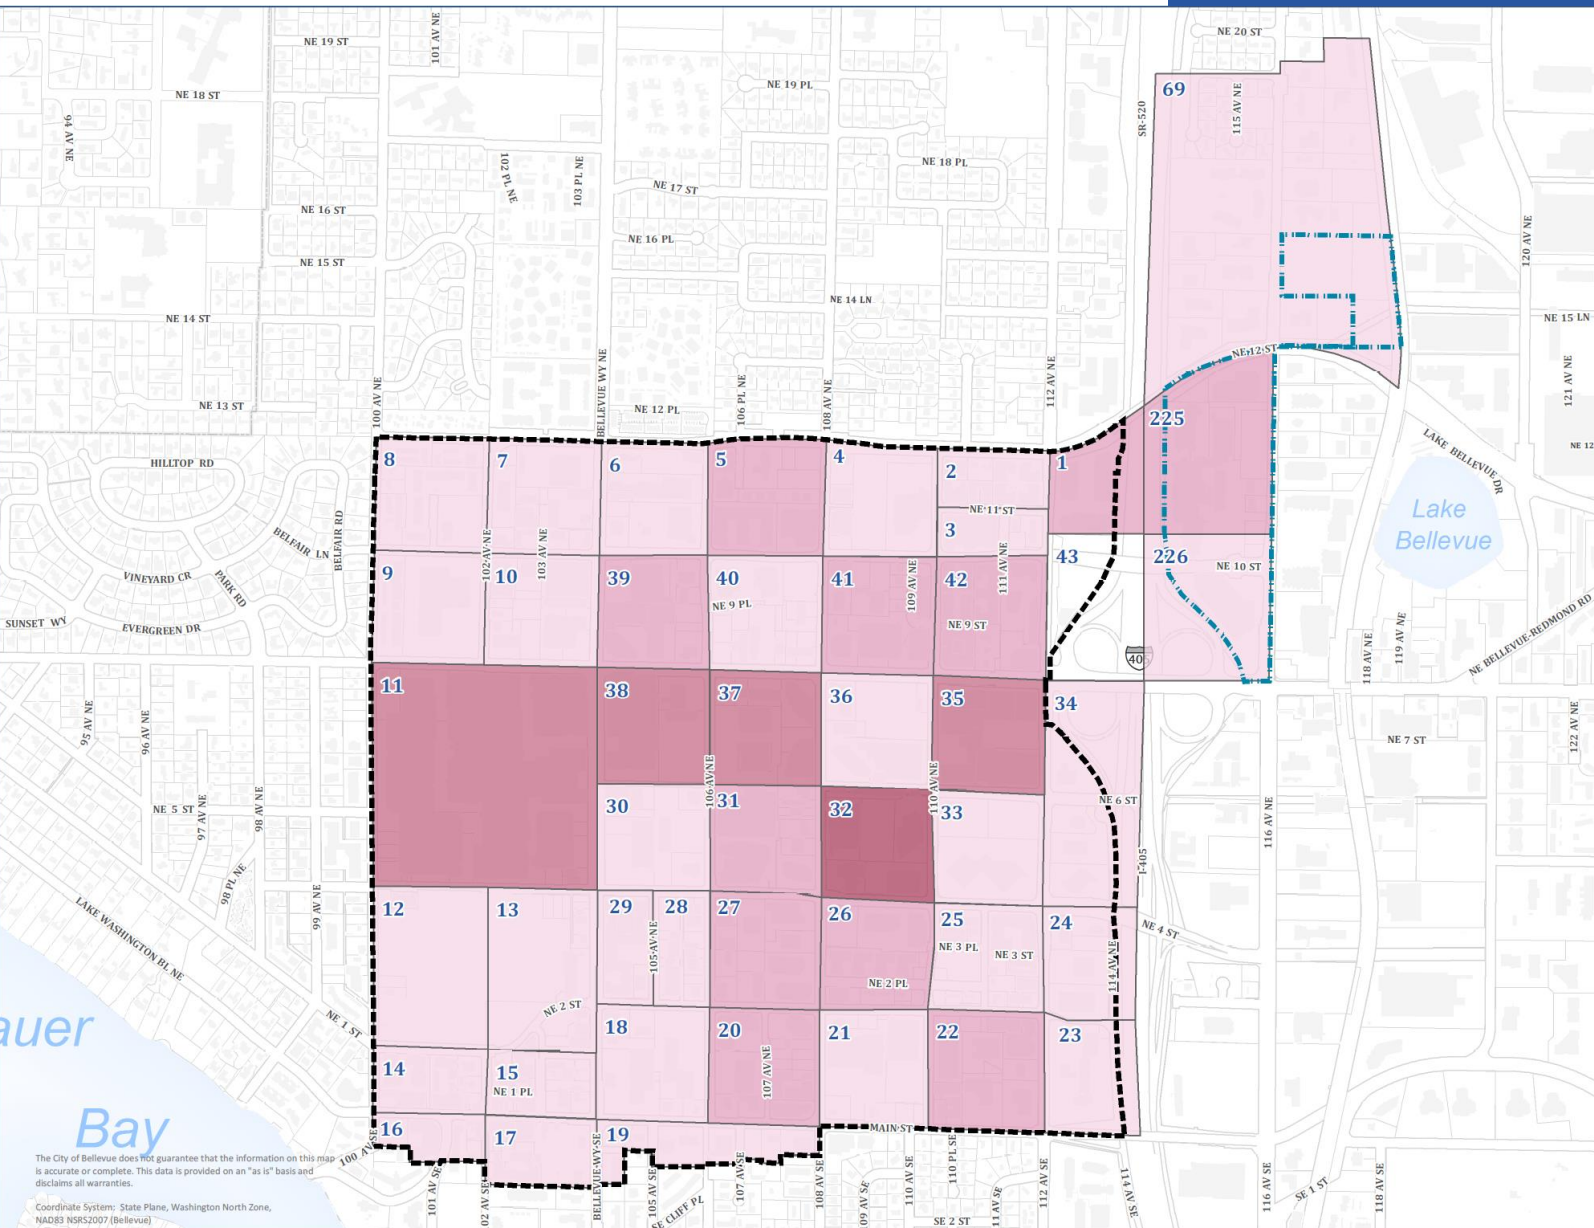 NE 20 ST
NE 19 ST
101 AV NE
NE 19 PL
69
115 AV NE
NE 18 ST
SR-520
94 AV NE
NE 18 PL
102 PL NE
103 PL NE
NE 17 ST
NE 16 ST
NE 16 PL
120 AV NE
NE 15 ST
NE 14 LN
NE 14 ST
NE 15 LN
NE 12 ST
BELLEVUE WY NE
100 AV NE
106 PL NE
108 AV NE
112 AV NE
121 AV NE
NE 13 ST
NE 12 PL
225
LAKE BELLEVUE DR
NE 12
HILLTOP RD
8
7
6
5
4
2
1
NE 11 ST
3
Lake
Bellevue
BELFAIR LN
BELFAIR RD
102 AV NE
103 AV NE
109 AV NE
111 AV NE
43
226
NE 10 ST
9
10
39
40
41
42
VINEYARD CR
PARK RD
NE 9 PL
NE 9 ST
SUNSET WY
EVERGREEN DR
40
118 AV NE
119 AV NE
NE BELLEVUE-REDMOND RD
11
38
37
36
35
34
95 AV NE
96 AV NE
NE 7 ST
122 AV NE
NE 5 ST
97 AV NE
98 AV NE
106 AV NE
110 AV NE
NE 6 ST
30
31
32
33
116 AV NE
I-405
98 PL NE
99 AV NE
LAKE WASHINGTON BL NE
12
13
29
28
27
26
25
24
NE 4 ST
105 AV NE
NE 3 PL
NE 3 ST
NE 2 PL
114 AV NE
NE 2 ST
NE 1 ST
18
20
21
22
23
auer
14
15
NE 1 PL
107 AV NE
Bay
16
17
19
MAIN ST
100 AV SE
The City of Bellevue does not guarantee that the information on this map
is accurate or complete. This data is provided on an "as is" basis and
disclaims all warranties.
Coordinate System: State Plane, Washington North Zone,
NAD83 NSRS2007 (Bellevue)
101 AV SE
02 AV SE
BELLEVUE WY SE
105 AV SE
SE CLIFF PL
107 AV SE
108 AV SE
09 AV SE
110 AV SE
110 PL SE
SE 2 ST
11 AV SE
112 AV SE
114 AV SE
116 AV SE
SE 1 ST
118 AV SE